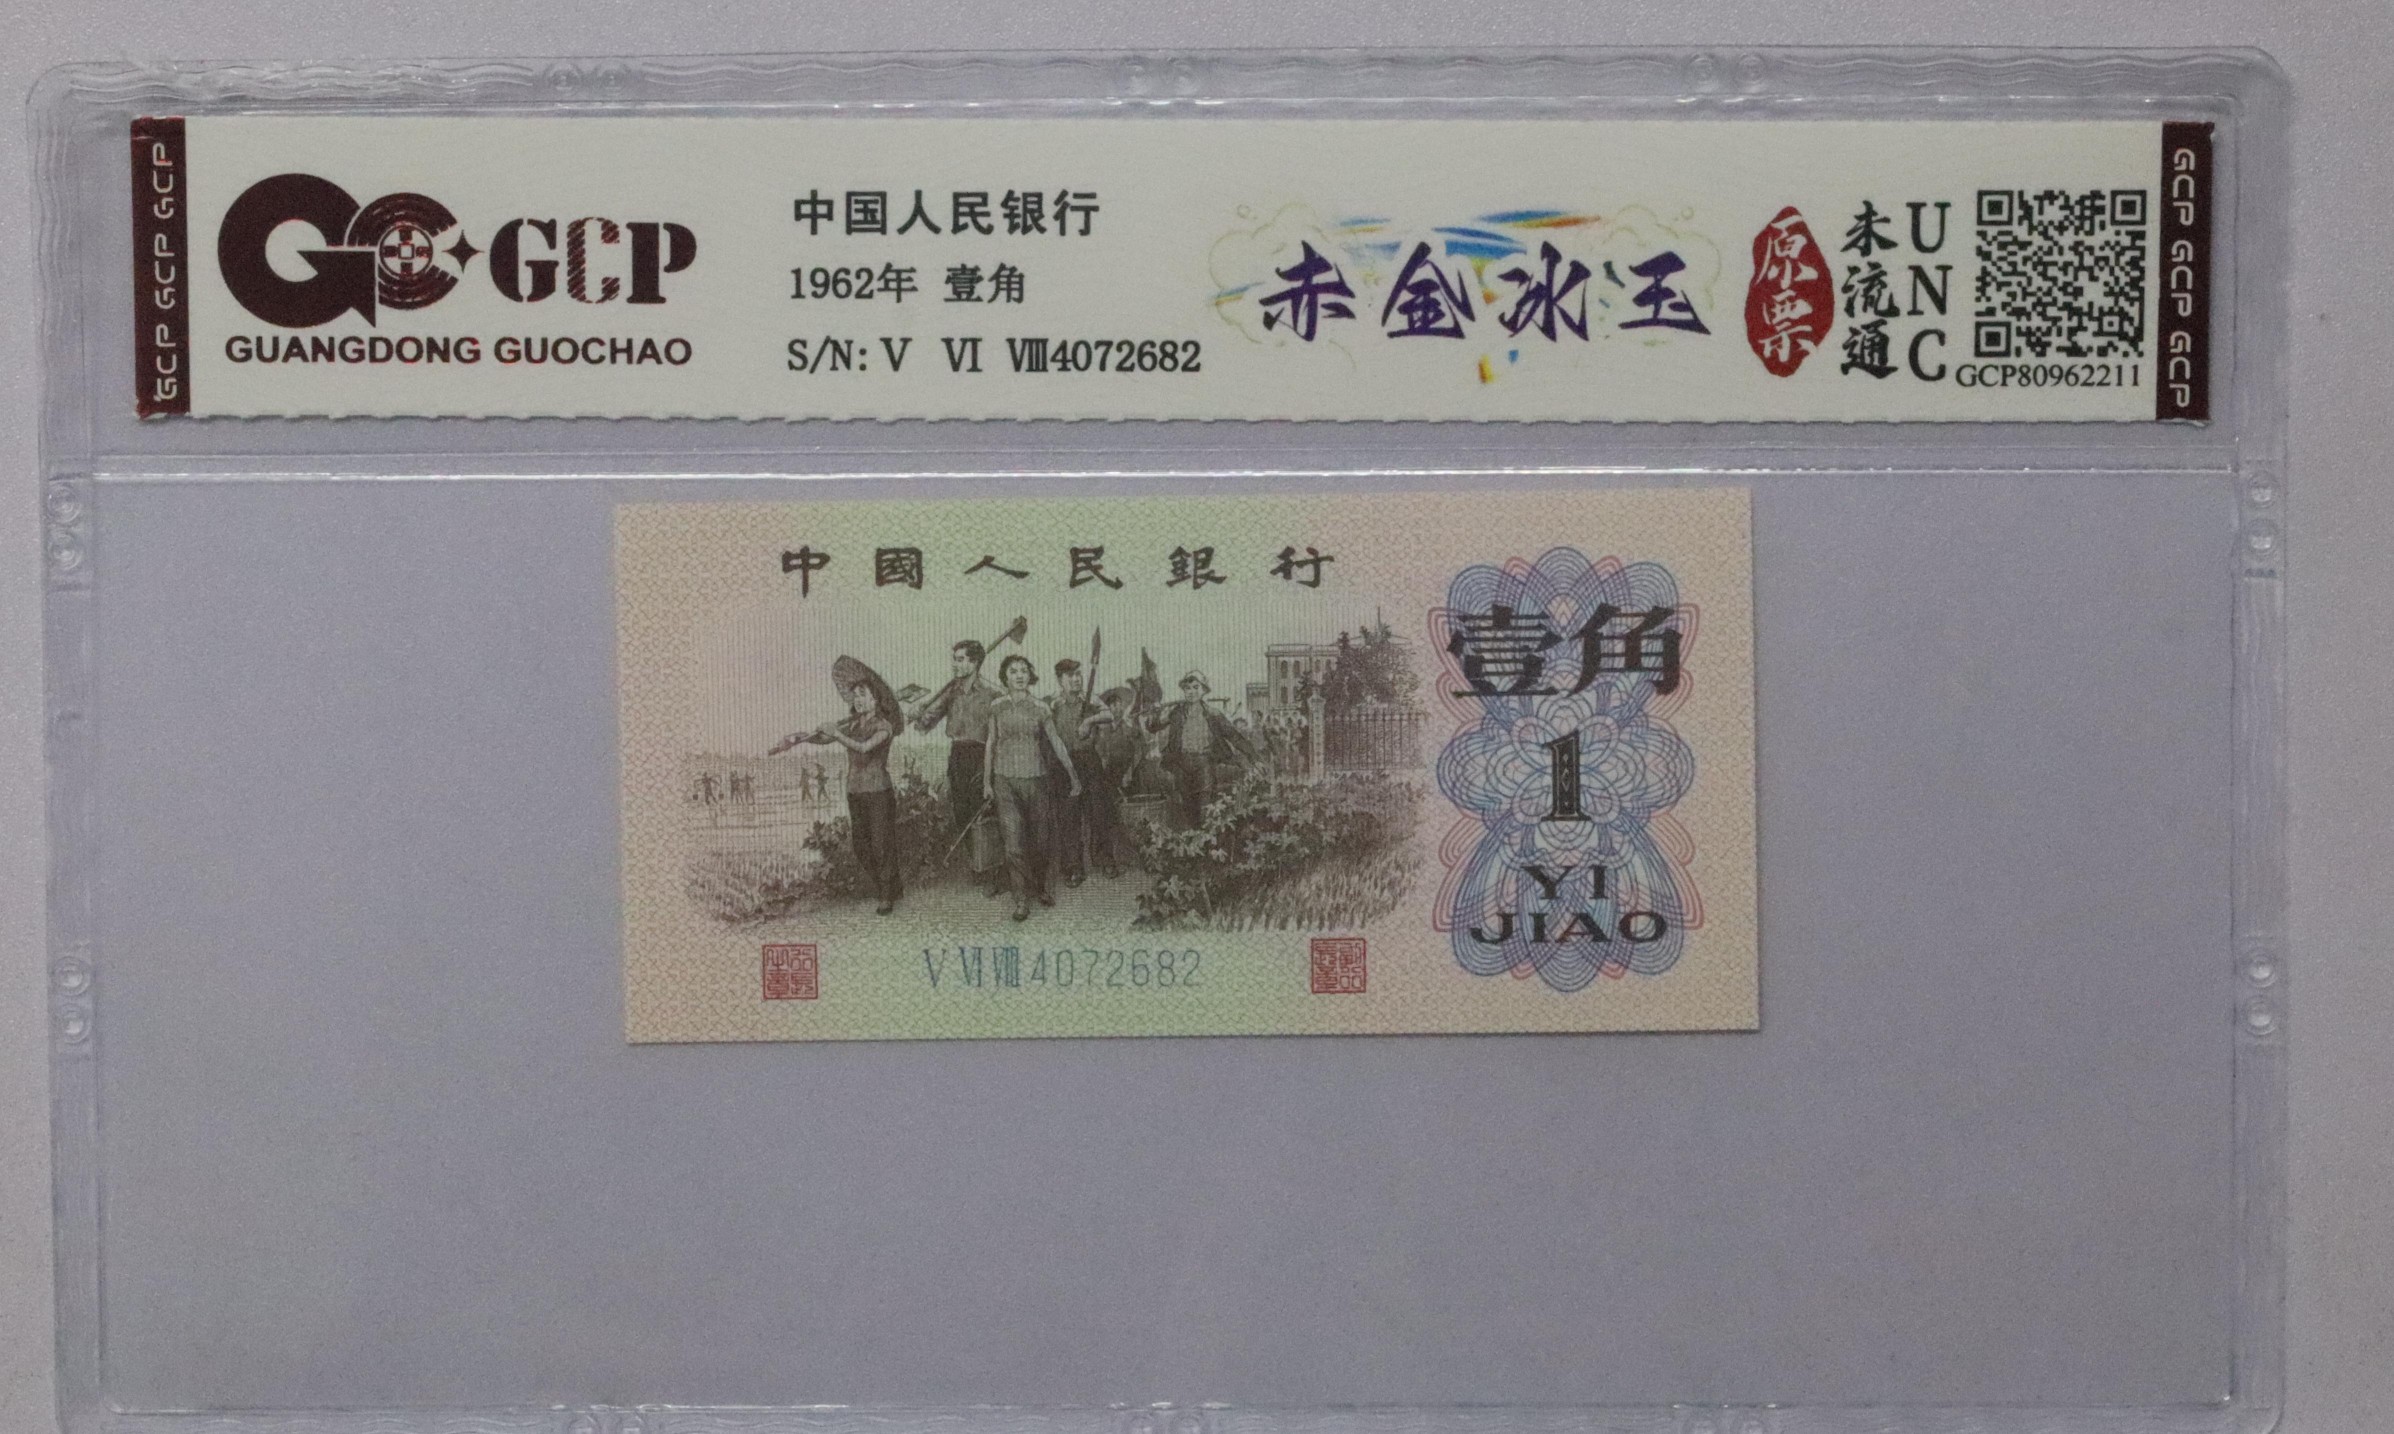 GCP GCP GCP
GCP
GUANGDONG GUOCHAO
中国人民银行
1962年 壹角
S/N: Ⅴ Ⅵ Ⅷ4072682
赤金冰玉
原票
未流通
UNC
GCP80962211
GCP GCP GCP
中國人民銀行
壹角
1
YI
JIAO
Ⅴ Ⅵ Ⅷ 4072682